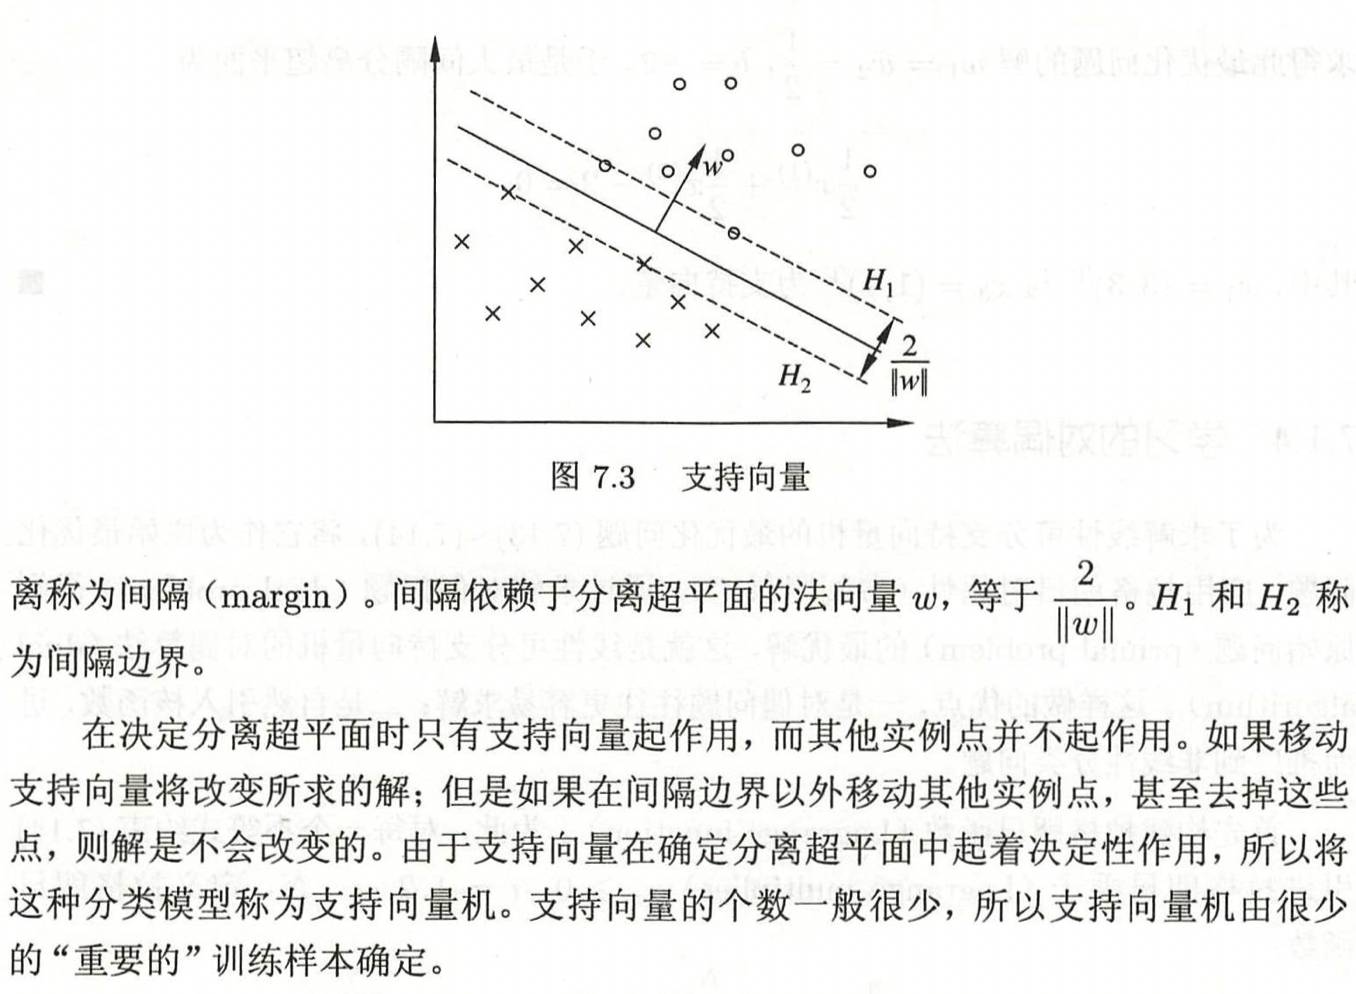 w
H₁
2
‖w‖
H₂
图 7.3 支持向量
离称为间隔（margin）。间隔依赖于分离超平面的法向量 w，等于 2/‖w‖。H₁ 和 H₂ 称
为间隔边界。
在决定分离超平面时只有支持向量起作用，而其他实例点并不起作用。如果移动
支持向量将改变所求的解；但是如果在间隔边界以外移动其他实例点，甚至去掉这些
点，则解是不会改变的。由于支持向量在确定分离超平面中起着决定性作用，所以将
这种分类模型称为支持向量机。支持向量的个数一般很少，所以支持向量机由很少
的“重要的”训练样本确定。